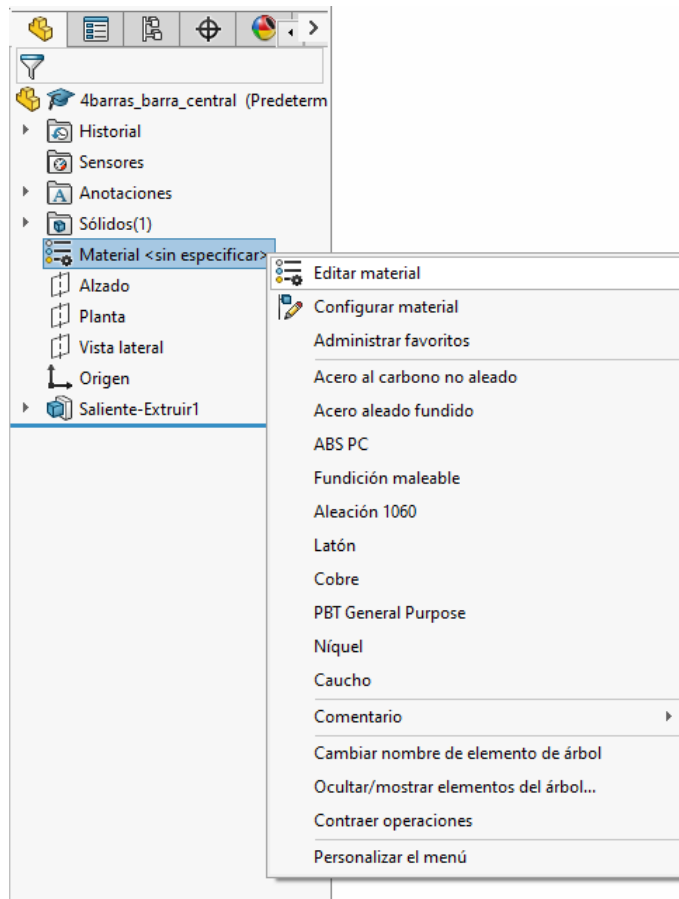 4barras_barra_central (Predeterm
Historial
Sensores
Anotaciones
Sólidos(1)
Material <sin especificar>
Alzado
Planta
Vista lateral
Origen
Saliente-Extruir1
Editar material
Configurar material
Administrar favoritos
Acero al carbono no aleado
Acero aleado fundido
ABS PC
Fundición maleable
Aleación 1060
Latón
Cobre
PBT General Purpose
Níquel
Caucho
Comentario
Cambiar nombre de elemento de árbol
Ocultar/mostrar elementos del árbol...
Contraer operaciones
Personalizar el menú